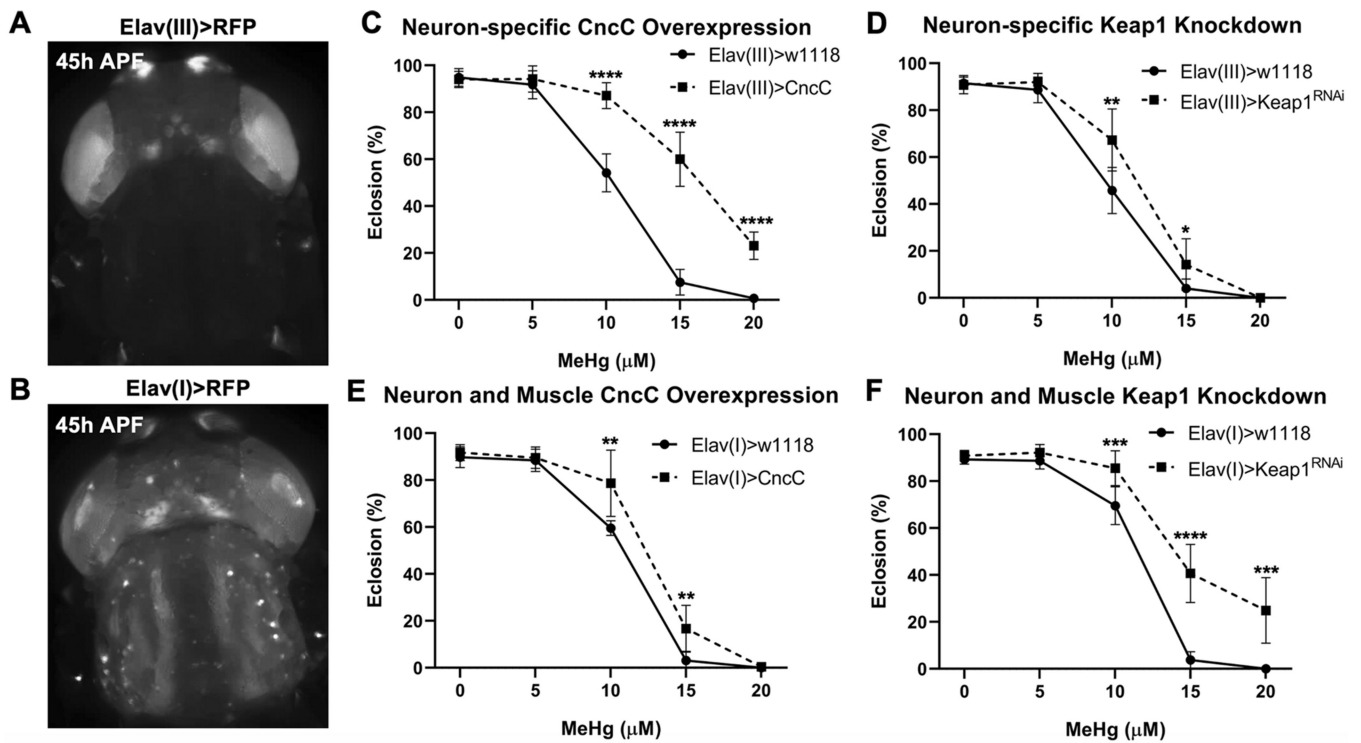 A
Elav(III)>RFP
45h APF
B
Elav(I)>RFP
45h APF
C
Neuron-specific CncC Overexpression
Elav(III)>w1118
Elav(III)>CncC
Eclosion (%)
100
80
60
40
20
0
****
****
****
0 5 10 15 20
MeHg (μM)
D
Neuron-specific Keap1 Knockdown
Elav(III)>w1118
Elav(III)>Keap1RNAi
Eclosion (%)
100
80
60
40
20
0
**
*
0 5 10 15 20
MeHg (μM)
E
Neuron and Muscle CncC Overexpression
Elav(I)>w1118
Elav(I)>CncC
Eclosion (%)
100
80
60
40
20
0
**
**
0 5 10 15 20
MeHg (μM)
F
Neuron and Muscle Keap1 Knockdown
Elav(I)>w1118
Elav(I)>Keap1RNAi
Eclosion (%)
100
80
60
40
20
0
***
****
***
0 5 10 15 20
MeHg (μM)